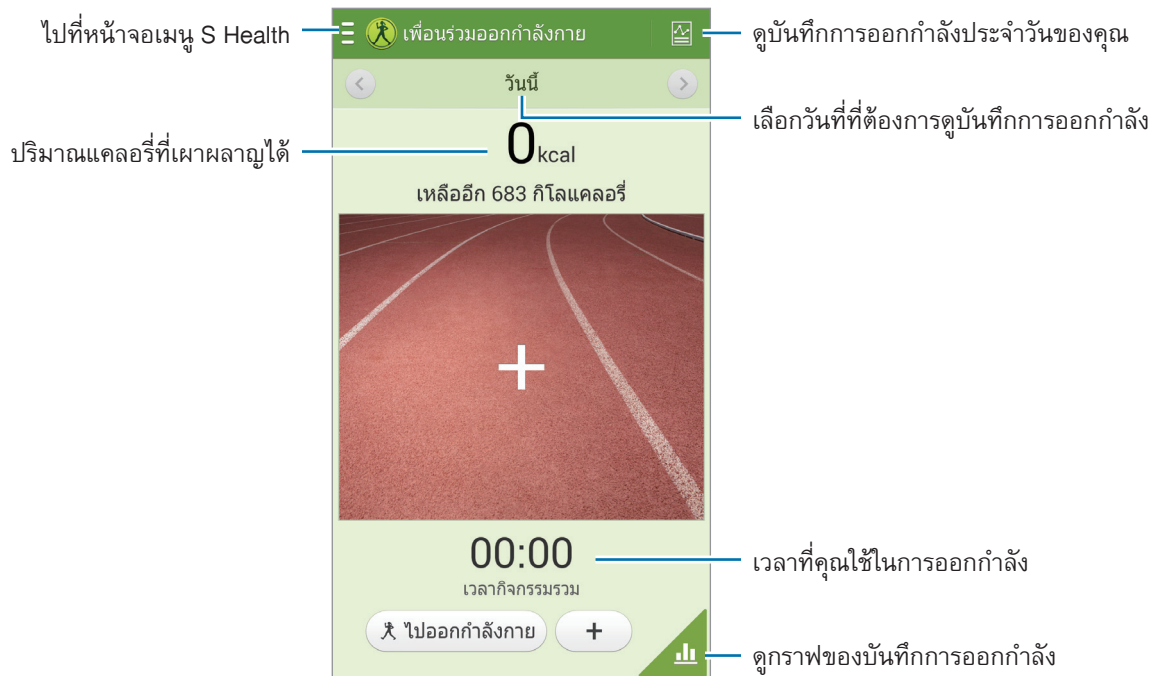 ไปที่หน้าจอเมนู S Health
เพื่อนร่วมออกกำลังกาย
ดูบันทึกการออกกำลังประจำวันของคุณ
วันนี้
เลือกวันที่ที่ต้องการดูบันทึกการออกกำลัง
ปริมาณแคลอรี่ที่เผาผลาญได้
0kcal
เหลืออีก 683 กิโลแคลอรี่
00:00
เวลาที่คุณใช้ในการออกกำลัง
เวลากิจกรรมรวม
ไปออกกำลังกาย
+
ดูกราฟของบันทึกการออกกำลัง